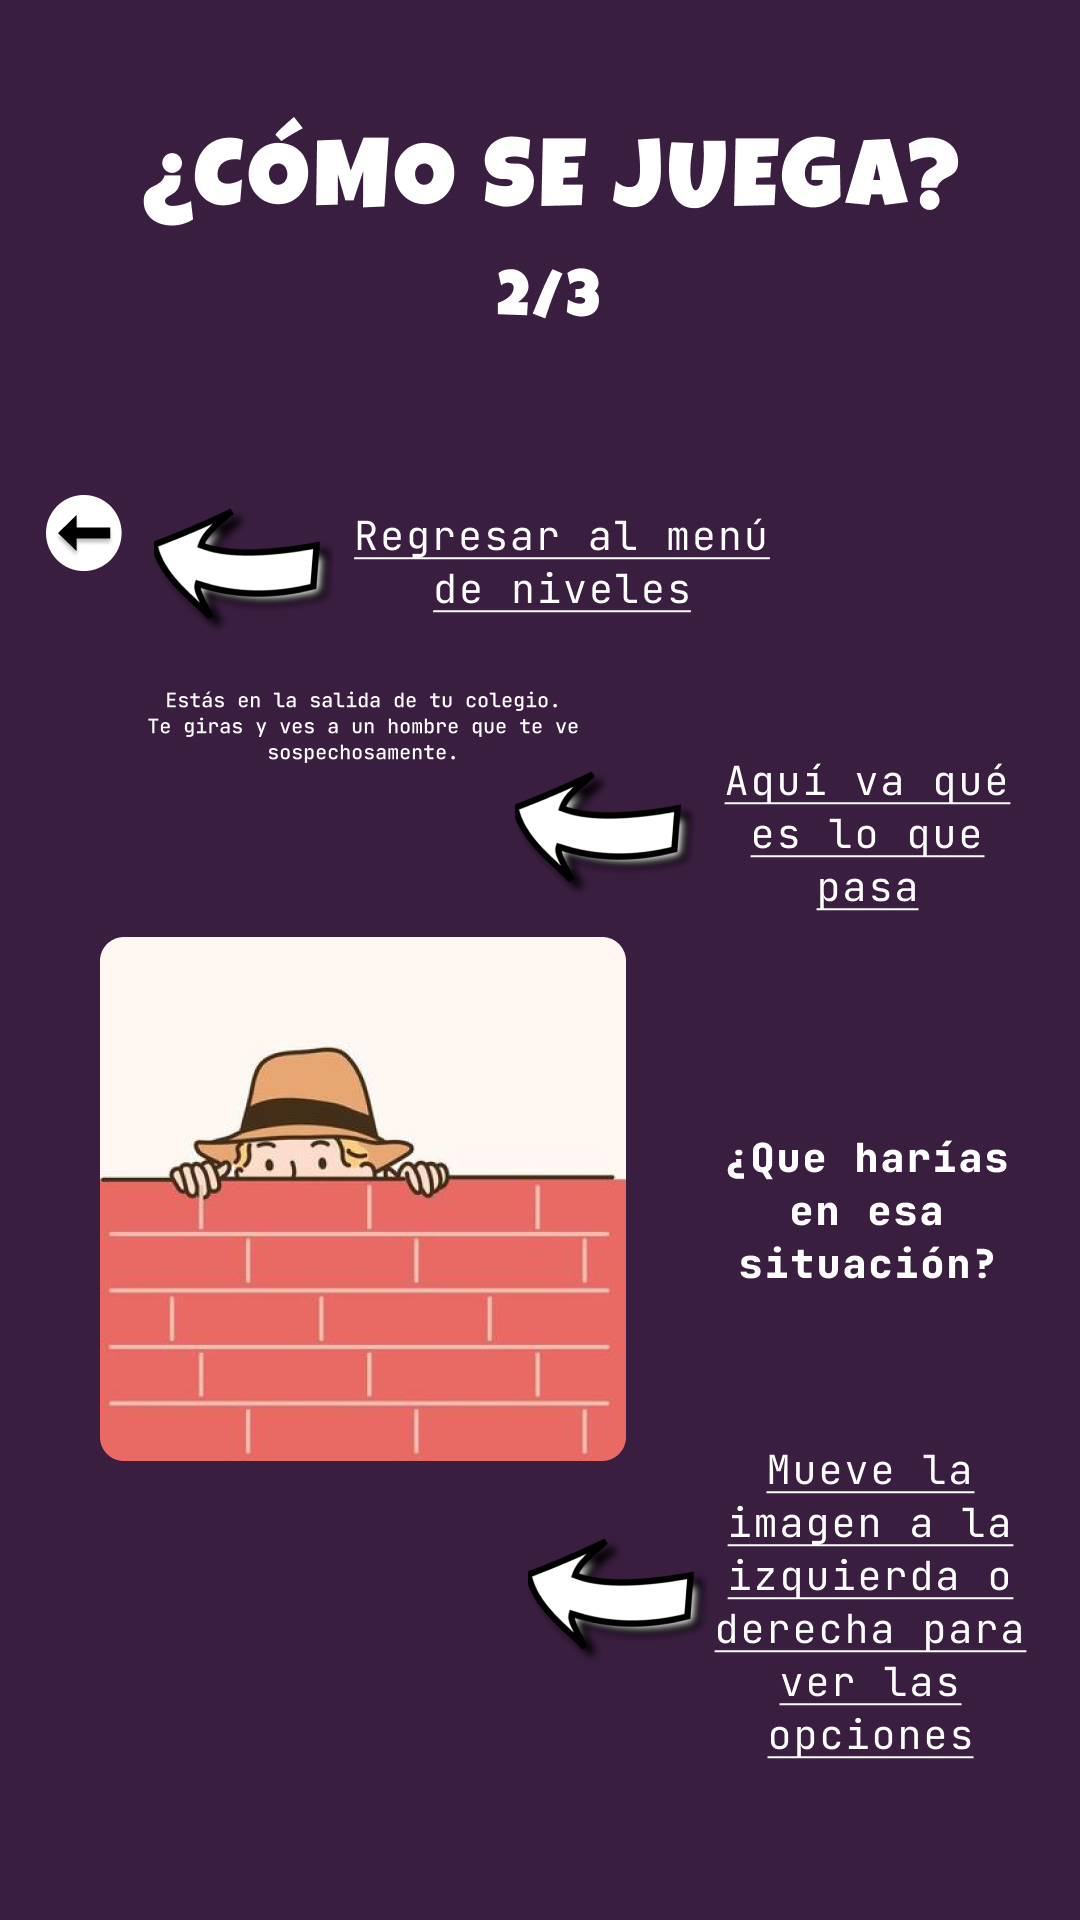 ¿CÓMO SE JUEGA?
2/3
Regresar al menú
de niveles
Estás en la salida de tu colegio.
Te giras y ves a un hombre que te ve
sospechosamente.
Aquí va qué
es lo que
pasa
¿Que harías
en esa
situación?
Mueve la
imagen a la
izquierda o
derecha para
ver las
opciones